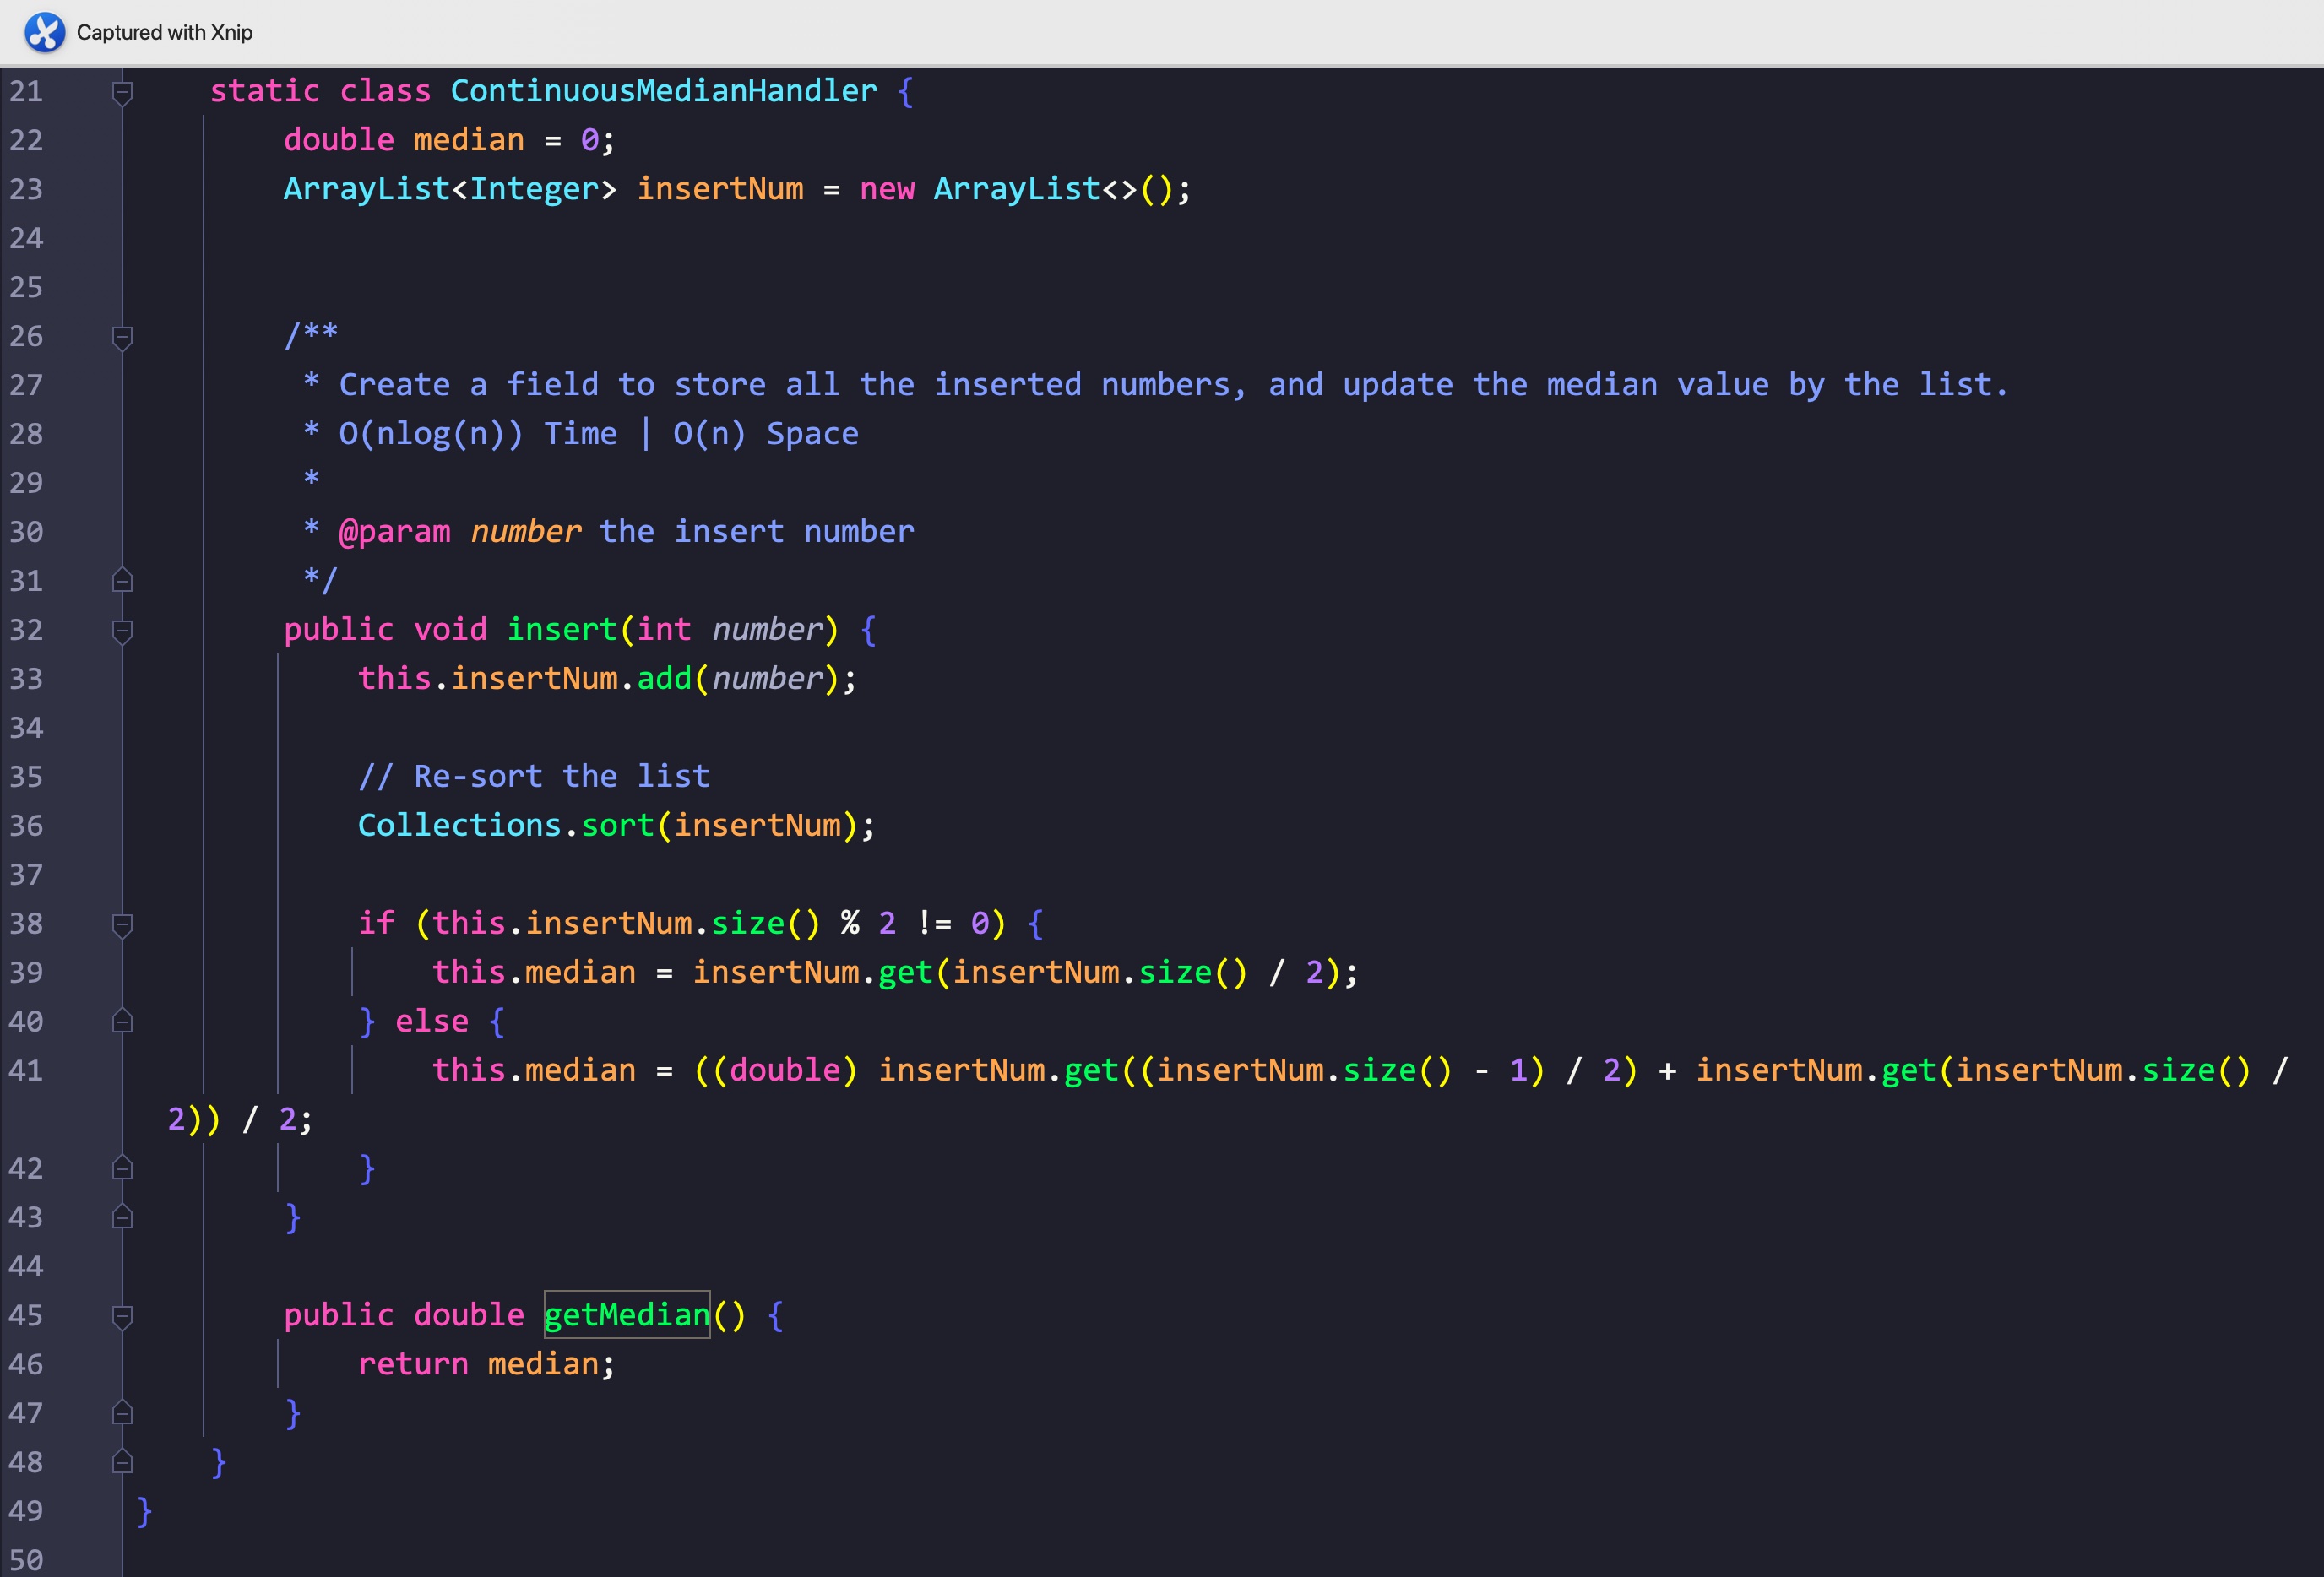 Captured with Xnip
21 static class ContinuousMedianHandler {
22 double median = 0;
23 ArrayList<Integer> insertNum = new ArrayList<>();
24
25
26 /**
27 * Create a field to store all the inserted numbers, and update the median value by the list.
28 * O(nlog(n)) Time | O(n) Space
29 *
30 * @param number the insert number
31 */
32 public void insert(int number) {
33 this.insertNum.add(number);
34
35 // Re-sort the list
36 Collections.sort(insertNum);
37
38 if (this.insertNum.size() % 2 != 0) {
39 this.median = insertNum.get(insertNum.size() / 2);
40 } else {
41 this.median = ((double) insertNum.get((insertNum.size() - 1) / 2) + insertNum.get(insertNum.size() /
2)) / 2;
42 }
43 }
44
45 public double getMedian() {
46 return median;
47 }
48 }
49 }
50